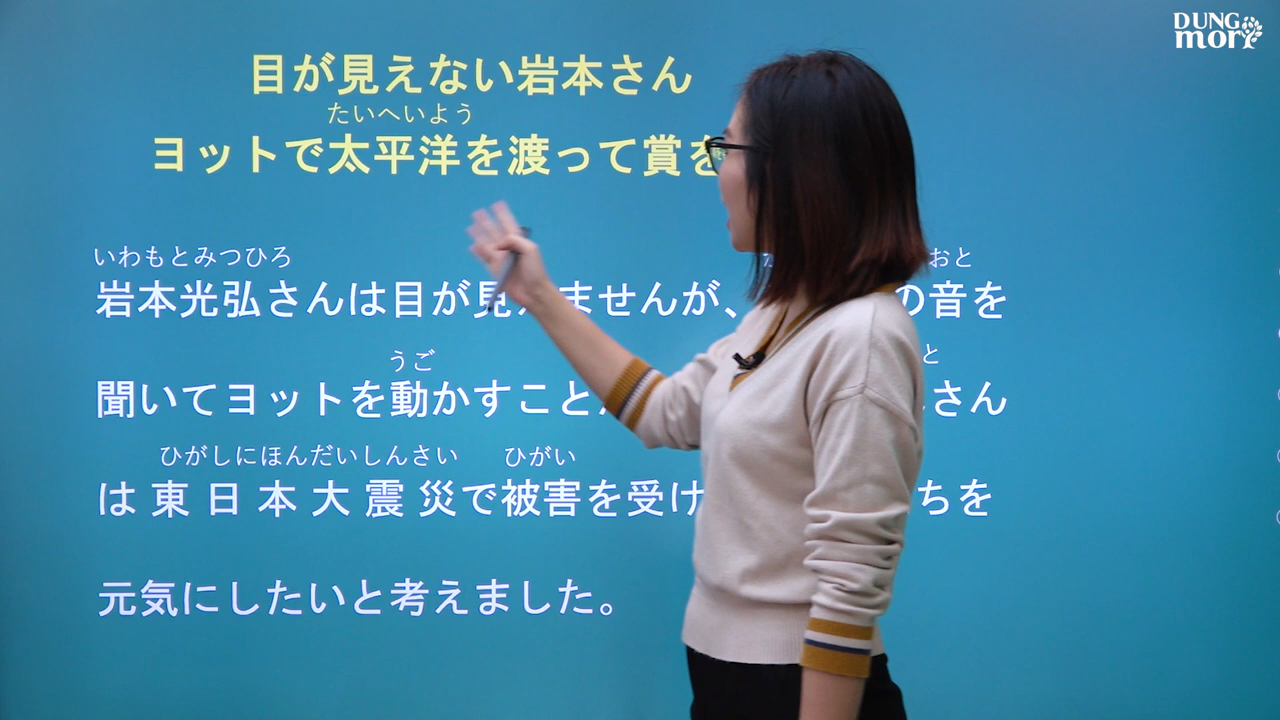 DUNG
mori
目が見えない岩本さん
たいへいよう
ヨットで太平洋を渡って賞を
いわもとみつひろ おと
岩本光弘さんは目が見えませんが、 の音を
うご と
聞いてヨットを動かすこと さん
ひがしにほんだいしんさい ひがい
は東日本大震災で被害を受け ちを
元気にしたいと考えました。